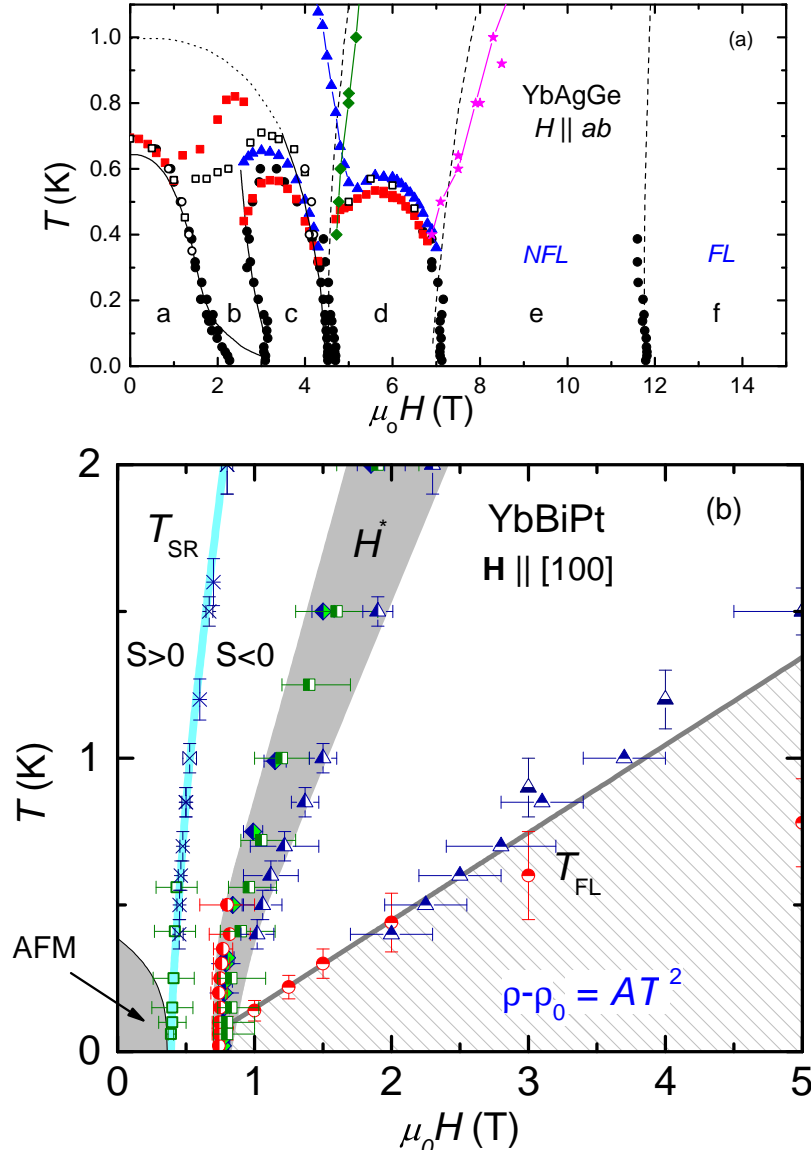 (a)
1.0
YbAgGe
H || ab
0.8
0.6
T (K)
0.4
NFL
FL
0.2
a
b
c
d
e
f
0.0
0
2
4
6
8
10
12
14
μoH (T)
2
(b)
YbBiPt
TSR
H*
H || [100]
S>0
S<0
T (K)
1
TFL
AFM
ρ-ρ0 = AT2
0
0
1
2
3
4
5
μ0H (T)